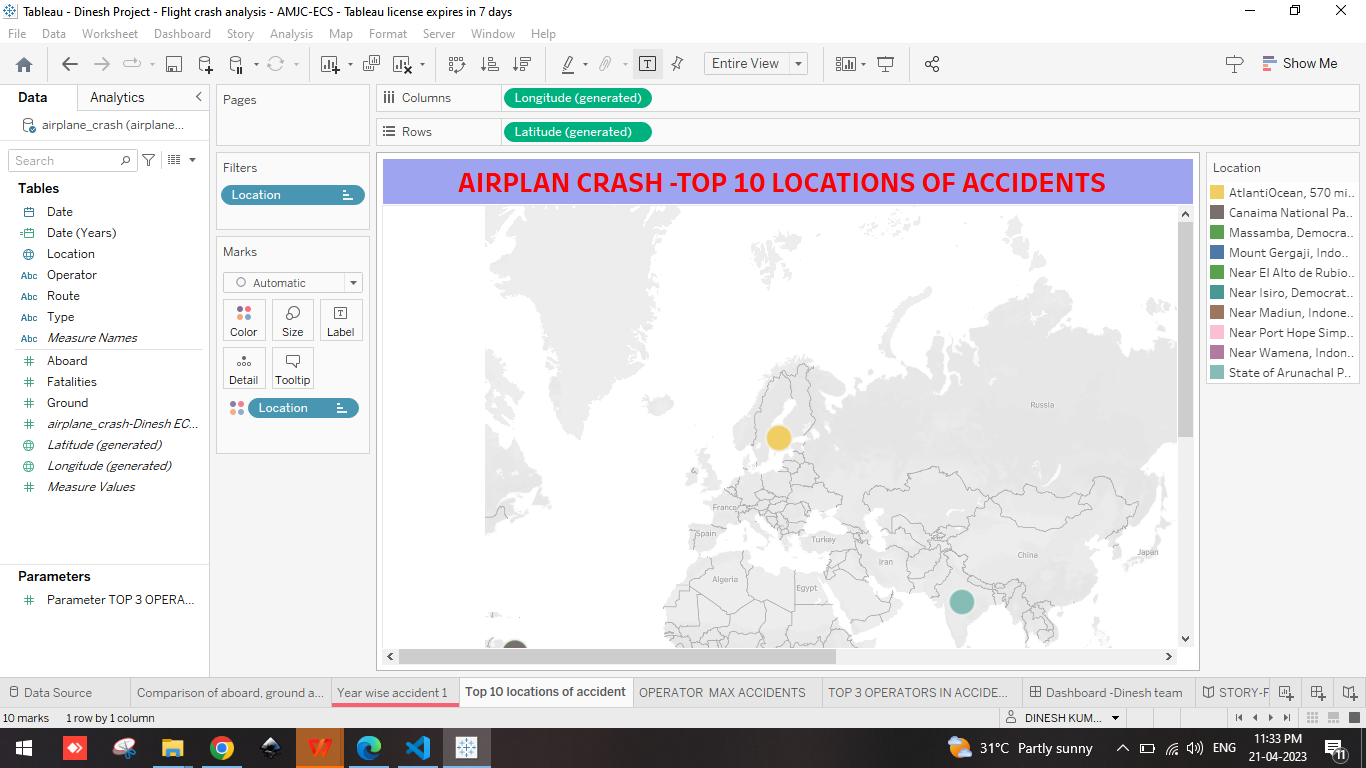 Tableau - Dinesh Project - Flight crash analysis - AMJC-ECS - Tableau license expires in 7 days
File Data Worksheet Dashboard Story Analysis Map Format Server Window Help
Entire View
Show Me
Data Analytics
airplane_crash (airplane...
Search
Tables
Date
Date (Years)
Location
Abc Operator
Abc Route
Abc Type
Abc Measure Names
Aboard
Fatalities
Ground
airplane_crash-Dinesh EC...
Latitude (generated)
Longitude (generated)
Measure Values
Parameters
Parameter TOP 3 OPERA...
Pages
Filters
Location
Marks
Automatic
Color Size Label
Detail Tooltip
Location
Columns Longitude (generated)
Rows Latitude (generated)
AIRPLAN CRASH -TOP 10 LOCATIONS OF ACCIDENTS
Russia
France
Spain
Turkey
China
Japan
Iran
Algeria
Egypt
Location
AtlantiOcean, 570 mi..
Canaima National Pa..
Massamba, Democra..
Mount Gergaji, Indo..
Near El Alto de Rubio..
Near Isiro, Democrat..
Near Madiun, Indone..
Near Port Hope Simp..
Near Wamena, Indon..
State of Arunachal P..
Data Source Comparison of aboard, ground a... Year wise accident 1 Top 10 locations of accident OPERATOR MAX ACCIDENTS TOP 3 OPERATORS IN ACCIDE... Dashboard -Dinesh team STORY-F
10 marks 1 row by 1 column DINESH KUM...
31°C Partly sunny ENG 11:33 PM
21-04-2023
11